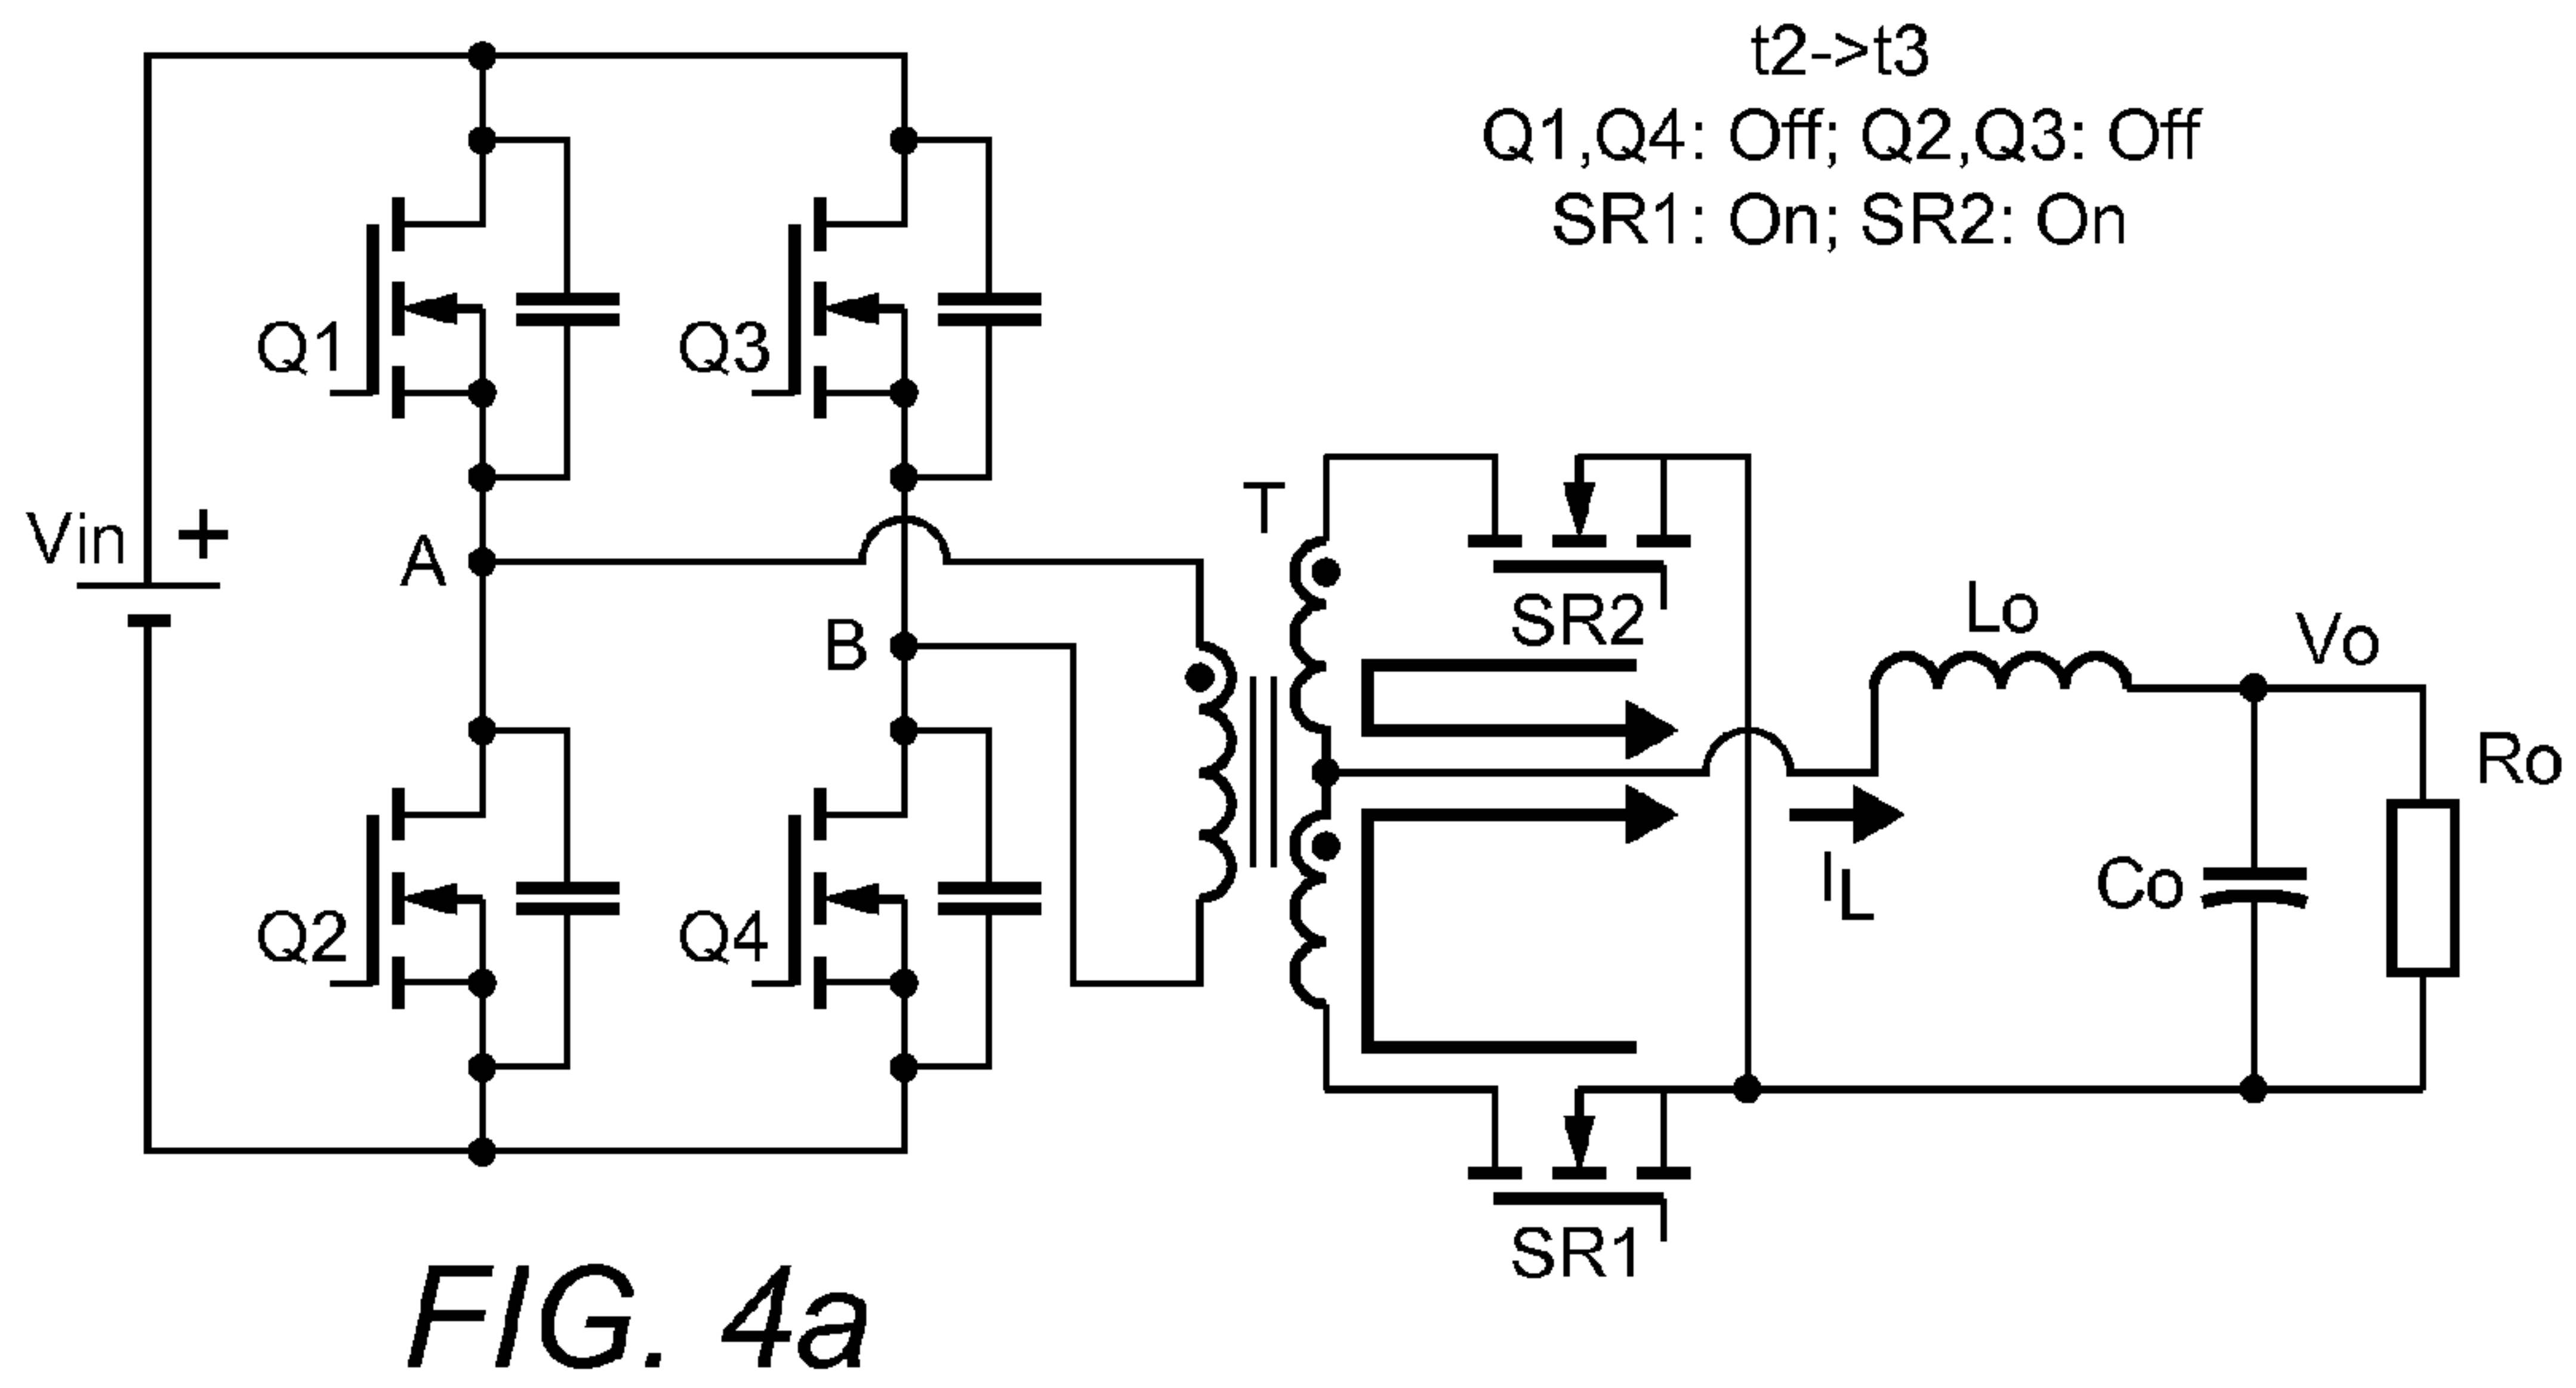 t2->t3
Q1,Q4: Off; Q2,Q3: Off
SR1: On; SR2: On
Q1
Q3
Vin +
A
B
T
SR2
Lo
Vo
Ro
IL
Co
Q2
Q4
SR1
FIG. 4a